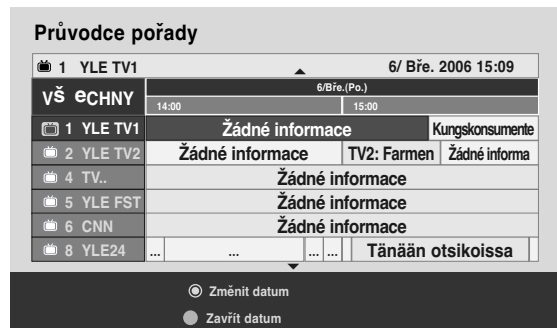 Průvodce pořady
1 YLE TV1 6/ Bře. 2006 15:09
Vš eCHNY 6/Bře.(Po.)
14:00 15:00
1 YLE TV1 Žádné informace Kungskonsumente
2 YLE TV2 Žádné informace TV2: Farmen Žádné informa
4 TV.. Žádné informace
5 YLE FST Žádné informace
6 CNN Žádné informace
8 YLE24 ... ... ... ... Tänään otsikoissa
Změnit datum
Zavřít datum